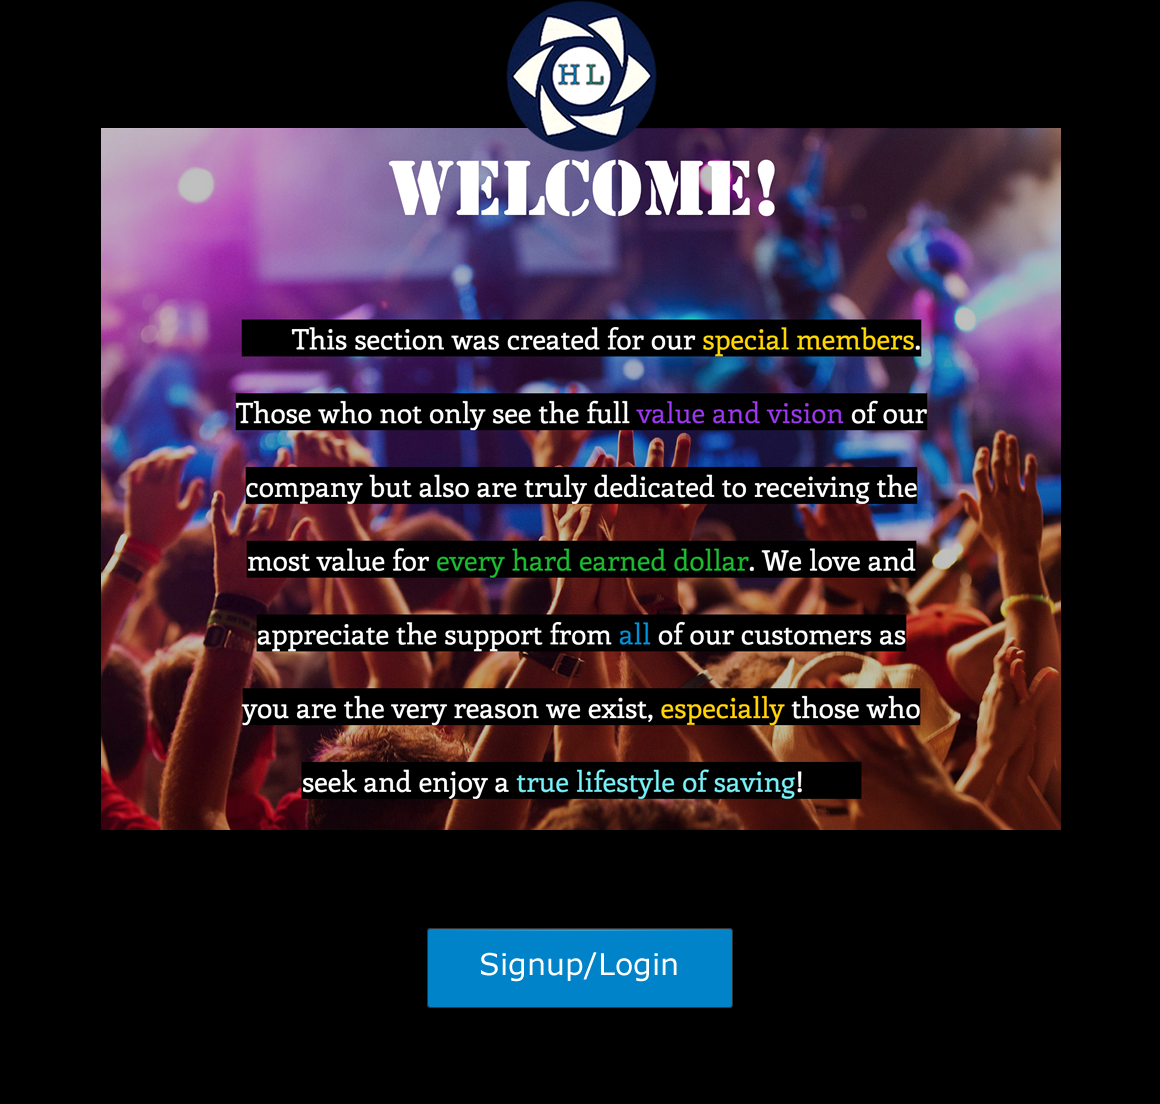 H L
WELCOME!
This section was created for our special members.
Those who not only see the full value and vision of our
company but also are truly dedicated to receiving the
most value for every hard earned dollar. We love and
appreciate the support from all of our customers as
you are the very reason we exist, especially those who
seek and enjoy a true lifestyle of saving!
Signup/Login